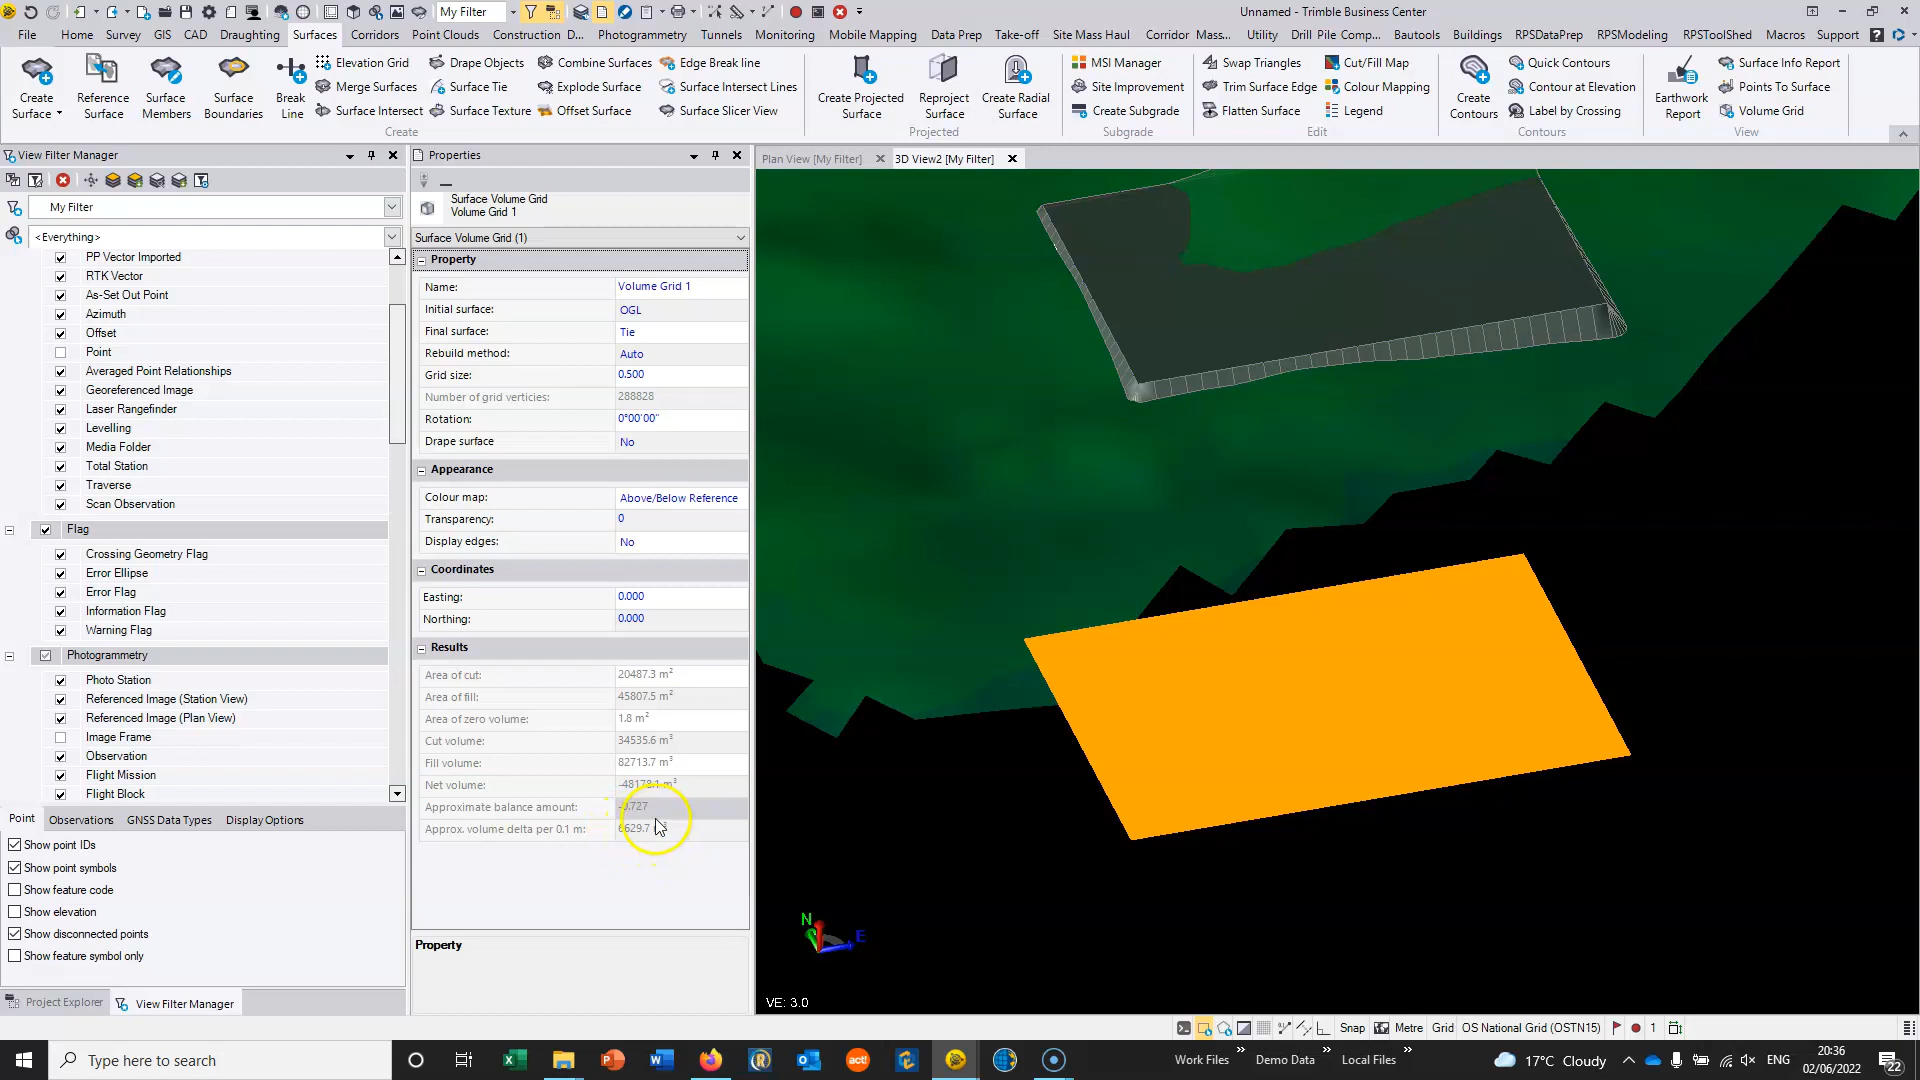 My Filter
Unnamed - Trimble Business Center
File Home Survey GIS CAD Draughting Surfaces Corridors Point Clouds Construction D... Photogrammetry Tunnels Monitoring Mobile Mapping Data Prep Take-off Site Mass Haul Corridor Mass... Utility Drill Pile Comp... Bautools Buildings RPSDataPrep RPSModeling RPSToolShed Macros Support
Create Surface
Reference Surface
Surface Members
Surface Boundaries
Break Line
Elevation Grid
Merge Surfaces
Surface Intersect
Drape Objects
Surface Tie
Surface Texture
Combine Surfaces
Explode Surface
Offset Surface
Edge Break line
Surface Intersect Lines
Surface Slicer View
Create
Create Projected Surface
Reproject Surface
Create Radial Surface
Projected
MSI Manager
Site Improvement
Create Subgrade
Subgrade
Swap Triangles
Trim Surface Edge
Flatten Surface
Cut/Fill Map
Colour Mapping
Legend
Edit
Create Contours
Quick Contours
Contour at Elevation
Label by Crossing
Contours
Earthwork Report
Surface Info Report
Points To Surface
Volume Grid
View
View Filter Manager
My Filter
<Everything>
PP Vector Imported
RTK Vector
As-Set Out Point
Azimuth
Offset
Point
Averaged Point Relationships
Georeferenced Image
Laser Rangefinder
Levelling
Media Folder
Total Station
Traverse
Scan Observation
Flag
Crossing Geometry Flag
Error Ellipse
Error Flag
Information Flag
Warning Flag
Photogrammetry
Photo Station
Referenced Image (Station View)
Referenced Image (Plan View)
Image Frame
Observation
Flight Mission
Flight Block
Point Observations GNSS Data Types Display Options
Show point IDs
Show point symbols
Show feature code
Show elevation
Show disconnected points
Show feature symbol only
Project Explorer View Filter Manager
Properties
Surface Volume Grid
Volume Grid 1
Surface Volume Grid (1)
Property
Name: Volume Grid 1
Initial surface: OGL
Final surface: Tie
Rebuild method: Auto
Grid size: 0.500
Number of grid verticies: 288828
Rotation: 0°00'00"
Drape surface No
Appearance
Colour map: Above/Below Reference
Transparency: 0
Display edges: No
Coordinates
Easting: 0.000
Northing: 0.000
Results
Area of cut: 20487.3 m²
Area of fill: 45807.5 m²
Area of zero volume: 1.8 m²
Cut volume: 34535.6 m³
Fill volume: 82713.7 m³
Net volume: -48178.1 m³
Approximate balance amount: -0.727
Approx. volume delta per 0.1 m: 6629.7
Property
Plan View [My Filter] 3D View2 [My Filter]
N
E
VE: 3.0
Snap Metre Grid OS National Grid (OSTN15) 1
Type here to search
act!
Work Files Demo Data Local Files
17°C Cloudy
ENG
20:36
02/06/2022
22